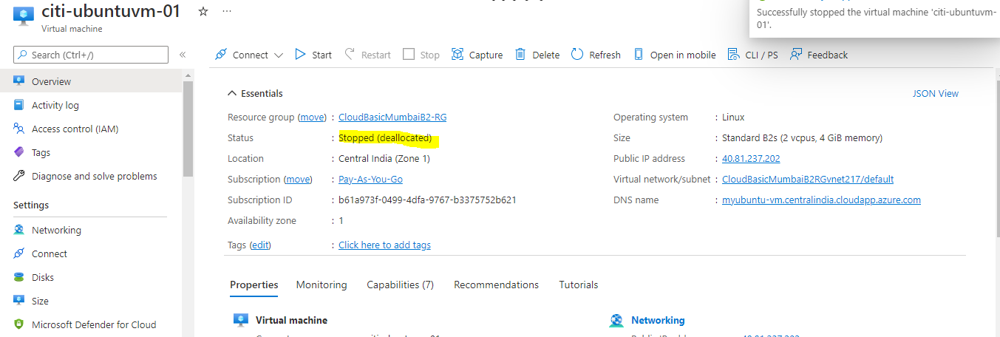 citi-ubuntuvm-01
Virtual machine
Successfully stopped the virtual machine 'citi-ubuntuvm-
01'.
Search (Ctrl+/)
Connect Start Restart Stop Capture Delete Refresh Open in mobile CLI / PS Feedback
Overview
Activity log
Access control (IAM)
Tags
Diagnose and solve problems
Settings
Networking
Connect
Disks
Size
Microsoft Defender for Cloud
Essentials
JSON View
Resource group (move) : CloudBasicMumbaiB2-RG
Status : Stopped (deallocated)
Location : Central India (Zone 1)
Subscription (move) : Pay-As-You-Go
Subscription ID : b61a973f-0499-4dfa-9767-b3375752b621
Availability zone : 1
Tags (edit) : Click here to add tags
Operating system : Linux
Size : Standard B2s (2 vcpus, 4 GiB memory)
Public IP address : 40.81.237.202
Virtual network/subnet : CloudBasicMumbaiB2RGvnet217/default
DNS name : myubuntu-vm.centralindia.cloudapp.azure.com
Properties Monitoring Capabilities (7) Recommendations Tutorials
Virtual machine
Networking